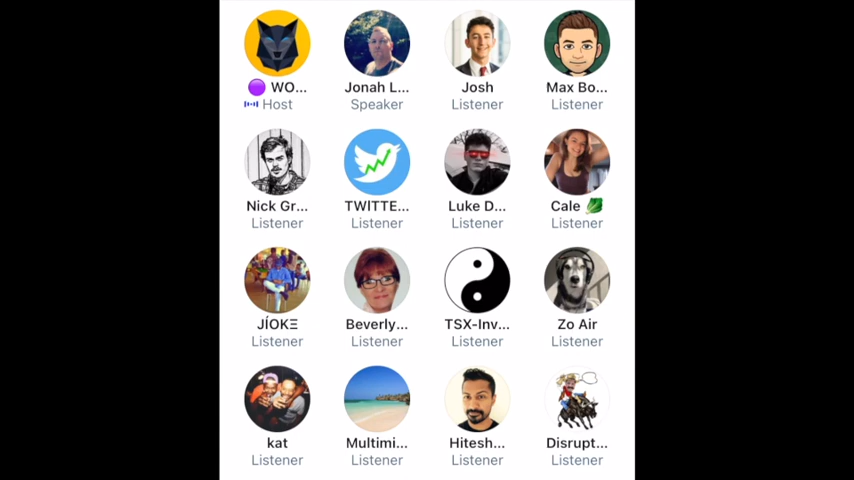 🟣 WO...
Host
Jonah L...
Speaker
Josh
Listener
Max Bo...
Listener
Nick Gr...
Listener
TWITTE...
Listener
Luke D...
Listener
Cale 🥬
Listener
JÍOKΞ
Listener
Beverly...
Listener
TSX-Inv...
Listener
Zo Air
Listener
kat
Listener
Multimi...
Listener
Hitesh...
Listener
Disrupt...
Listener